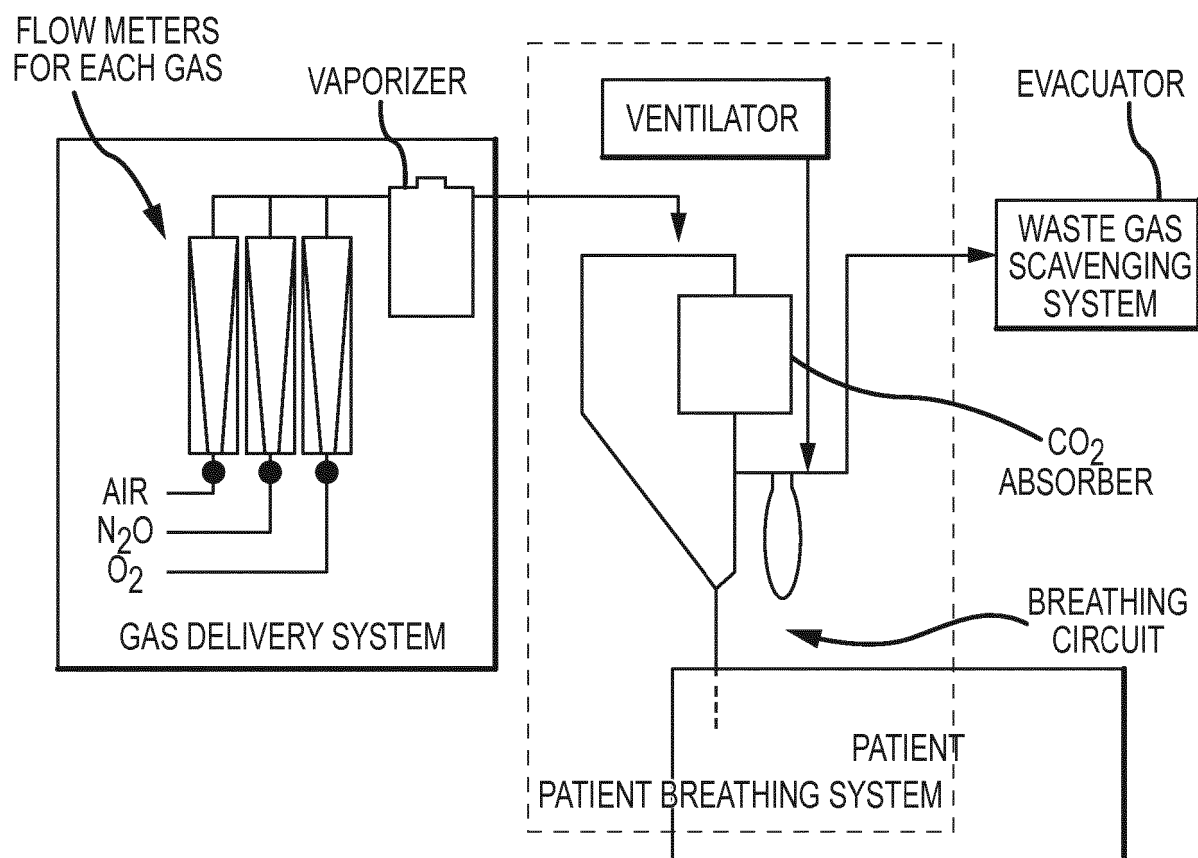 FLOW METERS
FOR EACH GAS
VAPORIZER
VENTILATOR
EVACUATOR
WASTE GAS
SCAVENGING
SYSTEM
CO2
ABSORBER
AIR
N2O
O2
GAS DELIVERY SYSTEM
BREATHING
CIRCUIT
PATIENT
PATIENT BREATHING SYSTEM